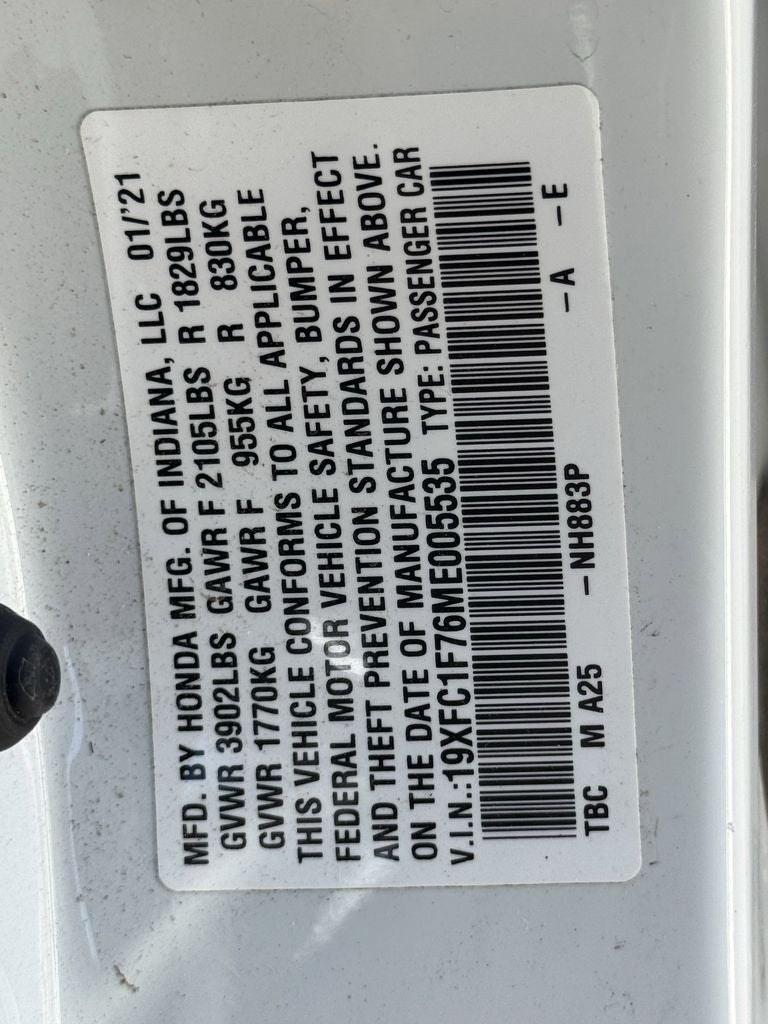 MFD. BY HONDA MFG. OF INDIANA, LLC 01/'21
GVWR 3902LBS GAWR F 2105LBS R 1829LBS
GVWR 1770KG GAWR F 955KG R 830KG
THIS VEHICLE CONFORMS TO ALL APPLICABLE
FEDERAL MOTOR VEHICLE SAFETY, BUMPER,
AND THEFT PREVENTION STANDARDS IN EFFECT
ON THE DATE OF MANUFACTURE SHOWN ABOVE.
V.I.N.:19XFC1F76ME005535 TYPE: PASSENGER CAR
TBC M A25 –NH883P –A –E